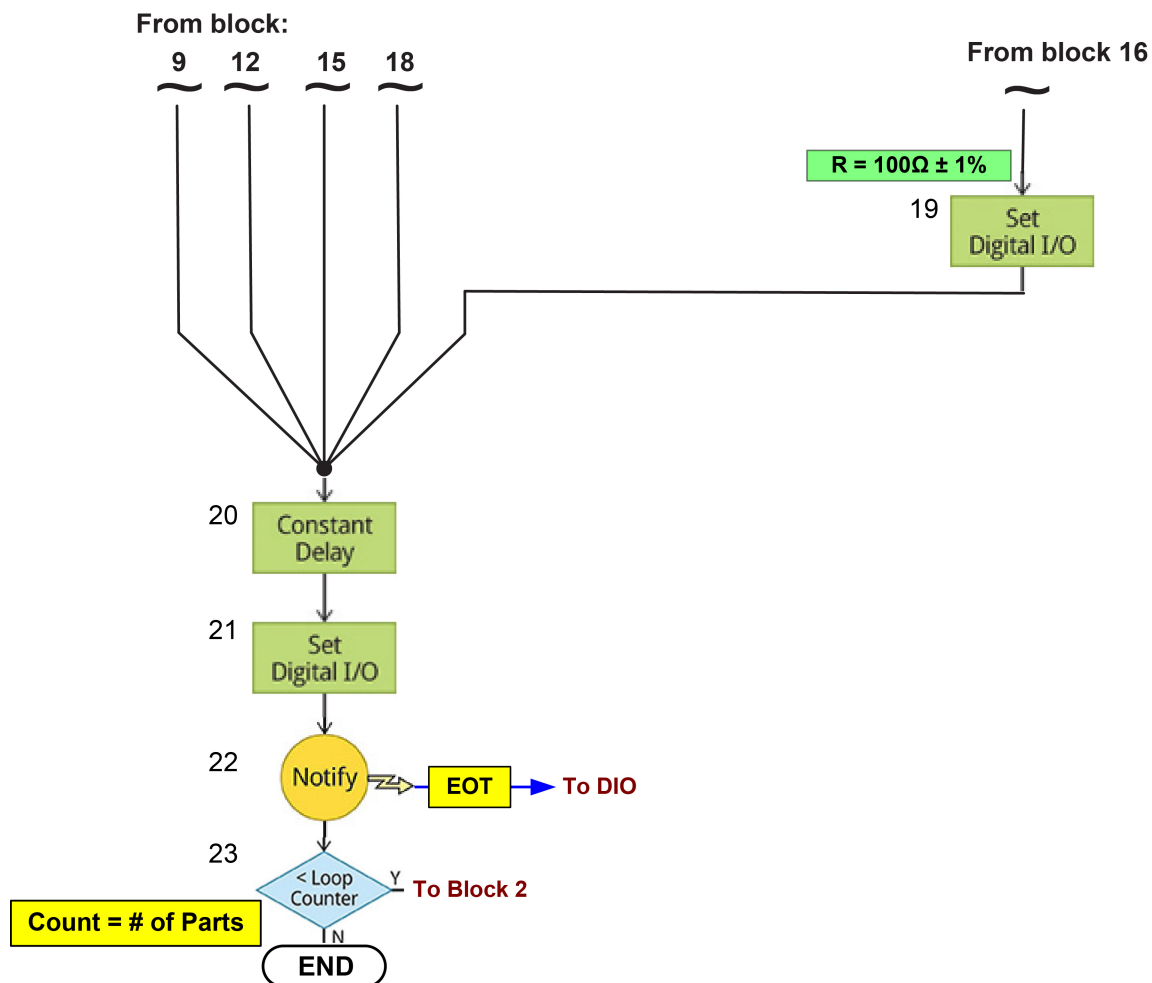 From block:
9 12 15 18
From block 16
R = 100Ω ± 1%
19
Set
Digital I/O
20
Constant
Delay
21
Set
Digital I/O
22
Notify
EOT
To DIO
23
< Loop
Counter
Y
To Block 2
Count = # of Parts
N
END